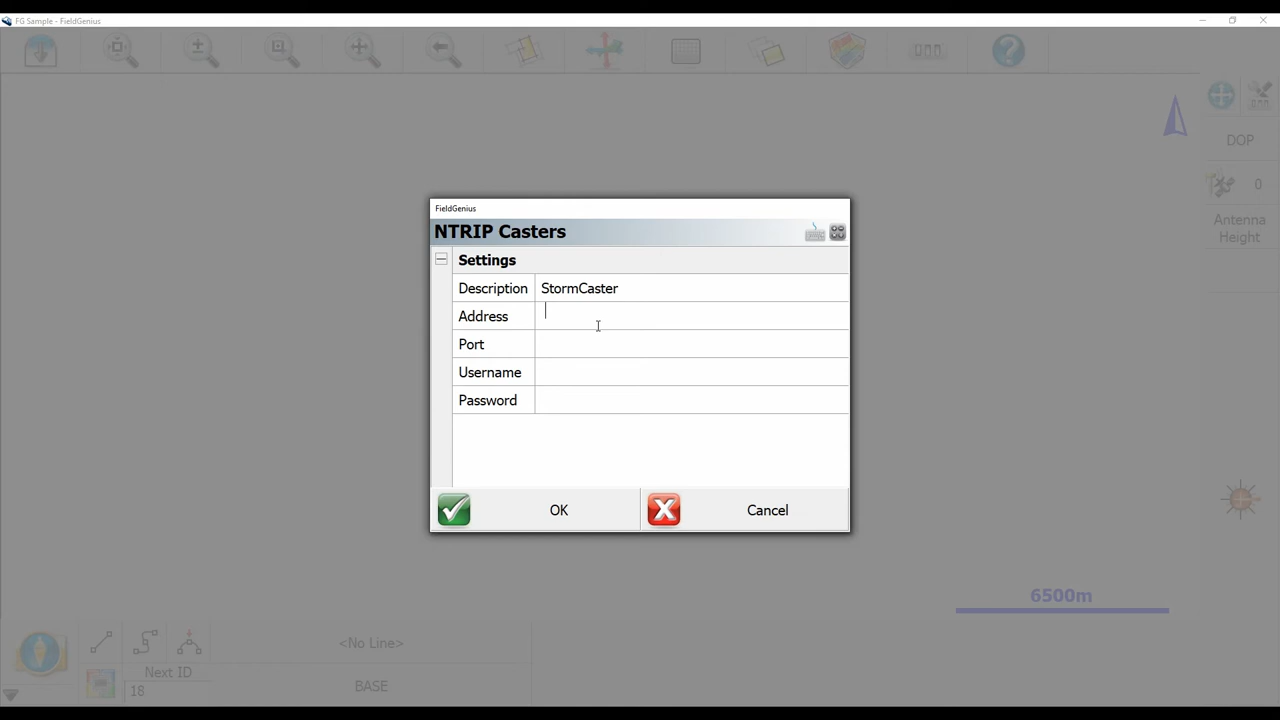 FG Sample - FieldGenius
DOP
0
Antenna
Height
FieldGenius
NTRIP Casters
Settings
Description StormCaster
Address
Port
Username
Password
OK Cancel
6500m
<No Line>
Next ID
18
BASE